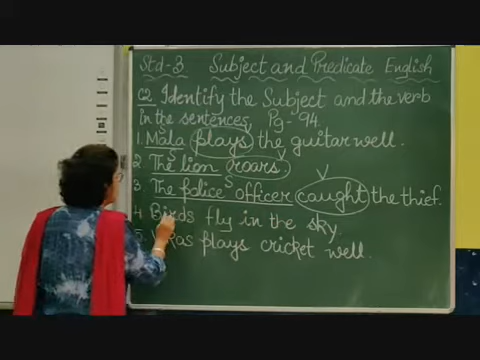 Std-3 Subject and Predicate English
Q2 Identify the Subject and the verb
in the sentences Pg- 94.
S V
1. Mala plays the guitar well.
S V
2 The lion roars.
S V
3. The police officer caught the thief.
4 Birds fly in the sky.
plays cricket well.